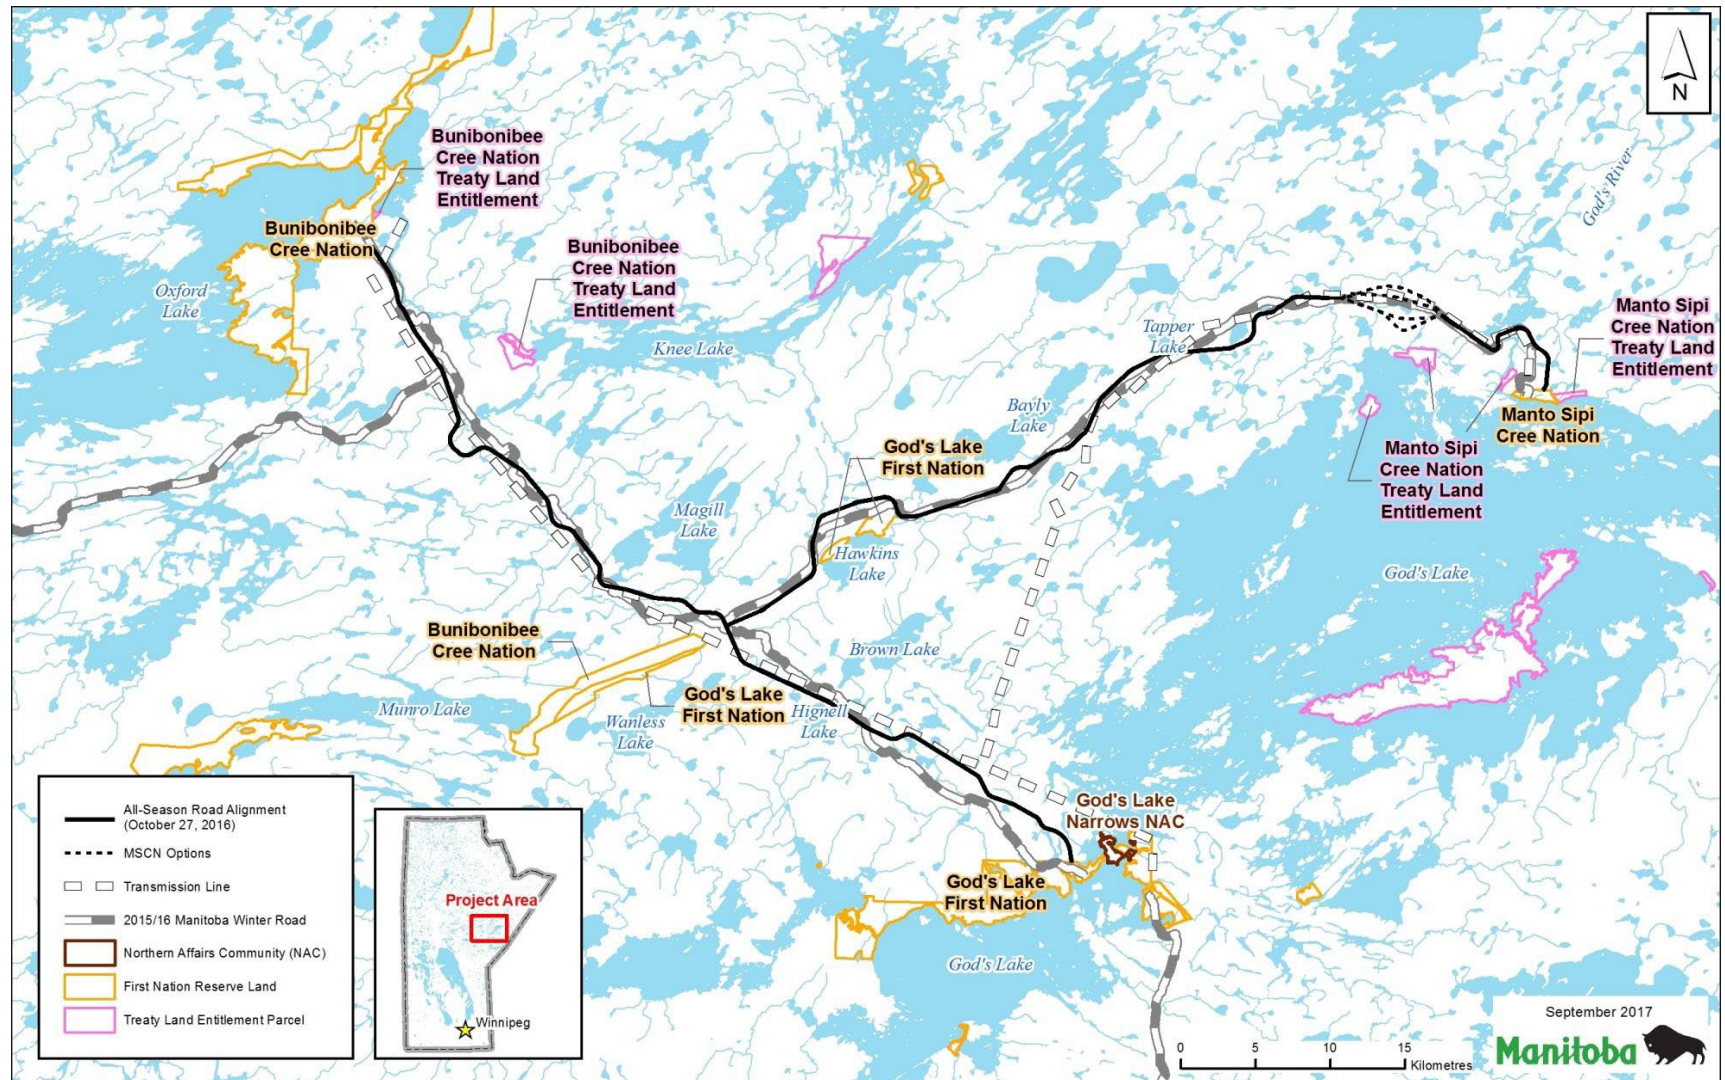 N
God's River
Bunibonibee
Cree Nation
Treaty Land
Entitlement
Bunibonibee
Cree Nation
Bunibonibee
Cree Nation
Treaty Land
Entitlement
Oxford
Lake
Knee Lake
Tapper
Lake
Manto Sipi
Cree Nation
Treaty Land
Entitlement
Bayly
Lake
Manto Sipi
Cree Nation
God's Lake
First Nation
Manto Sipi
Cree Nation
Treaty Land
Entitlement
Magill
Lake
Hawkins
Lake
God's Lake
Bunibonibee
Cree Nation
Brown Lake
God's Lake
First Nation
Munro Lake
Wanless
Lake
Hignell
Lake
God's Lake
Narrows NAC
God's Lake
First Nation
God's Lake
All-Season Road Alignment
(October 27, 2016)
MSCN Options
Transmission Line
2015/16 Manitoba Winter Road
Northern Affairs Community (NAC)
First Nation Reserve Land
Treaty Land Entitlement Parcel
Project Area
Winnipeg
0 5 10 15
Kilometres
September 2017
Manitoba